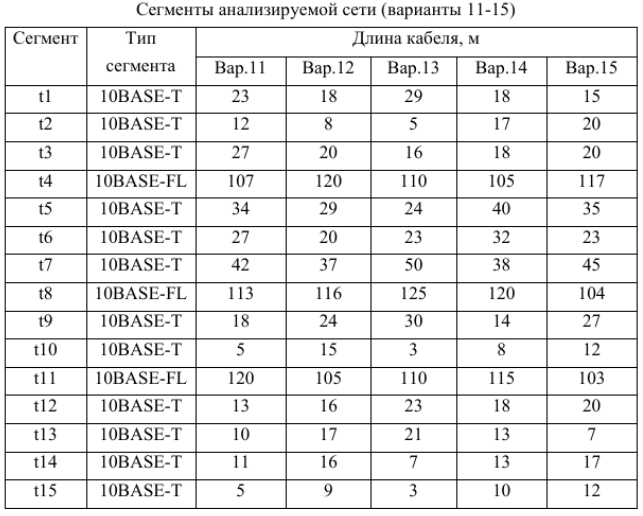 Сегменты анализируемой сети (варианты 11-15)
Сегмент Тип сегмента Длина кабеля, м
Вар.11 Вар.12 Вар.13 Вар.14 Вар.15
t1 10BASE-T 23 18 29 18 15
t2 10BASE-T 12 8 5 17 20
t3 10BASE-T 27 20 16 18 20
t4 10BASE-FL 107 120 110 105 117
t5 10BASE-T 34 29 24 40 35
t6 10BASE-T 27 20 23 32 23
t7 10BASE-T 42 37 50 38 45
t8 10BASE-FL 113 116 125 120 104
t9 10BASE-T 18 24 30 14 27
t10 10BASE-T 5 15 3 8 12
t11 10BASE-FL 120 105 110 115 103
t12 10BASE-T 13 16 23 18 20
t13 10BASE-T 10 17 21 13 7
t14 10BASE-T 11 16 7 13 17
t15 10BASE-T 5 9 3 10 12